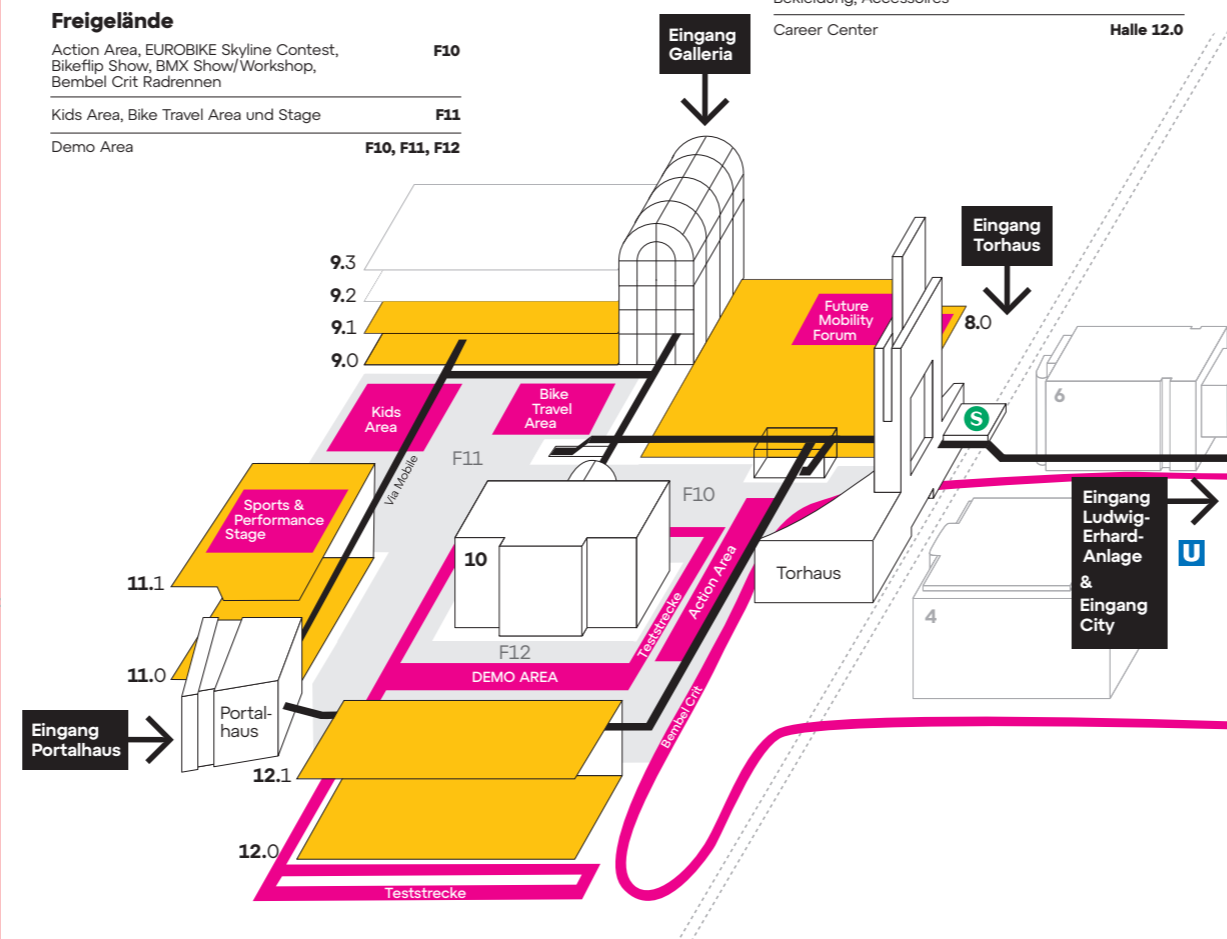 Freigelände
Action Area, EUROBIKE Skyline Contest,
Bikeflip Show, BMX Show/Workshop,
Bembel Crit Radrennen
F10
Kids Area, Bike Travel Area und Stage
F11
Demo Area
F10, F11, F12
Bekleidung, Accessoires
Career Center
Halle 12.0
Eingang
Galleria
Eingang
Torhaus
9.3
9.2
9.1
9.0
Future
Mobility
Forum
8.0
Kids
Area
Bike
Travel
Area
S
6
Via Mobile
F11
F10
Sports &
Performance
Stage
10
Eingang
Ludwig-
Erhard-
Anlage
&
Eingang
City
U
11.1
Action Area
Torhaus
4
Teststrecke
F12
DEMO AREA
11.0
Portal-
haus
Eingang
Portalhaus
Bembel Crit
12.1
12.0
Teststrecke